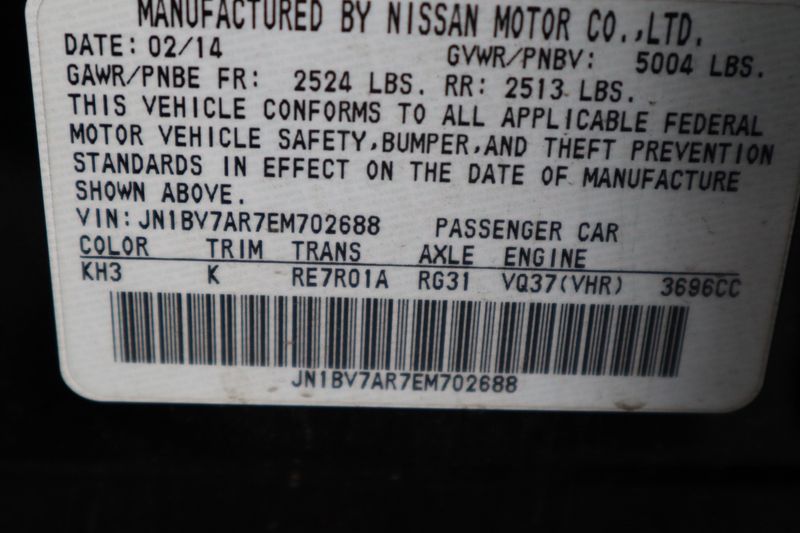 MANUFACTURED BY NISSAN MOTOR CO.,LTD.
DATE: 02/14 GVWR/PNBV: 5004 LBS.
GAWR/PNBE FR: 2524 LBS. RR: 2513 LBS.
THIS VEHICLE CONFORMS TO ALL APPLICABLE FEDERAL
MOTOR VEHICLE SAFETY,BUMPER,AND THEFT PREVENTION
STANDARDS IN EFFECT ON THE DATE OF MANUFACTURE
SHOWN ABOVE.
VIN: JN1BV7AR7EM702688 PASSENGER CAR
COLOR TRIM TRANS AXLE ENGINE
KH3 K RE7R01A RG31 VQ37(VHR) 3696CC
JN1BV7AR7EM702688